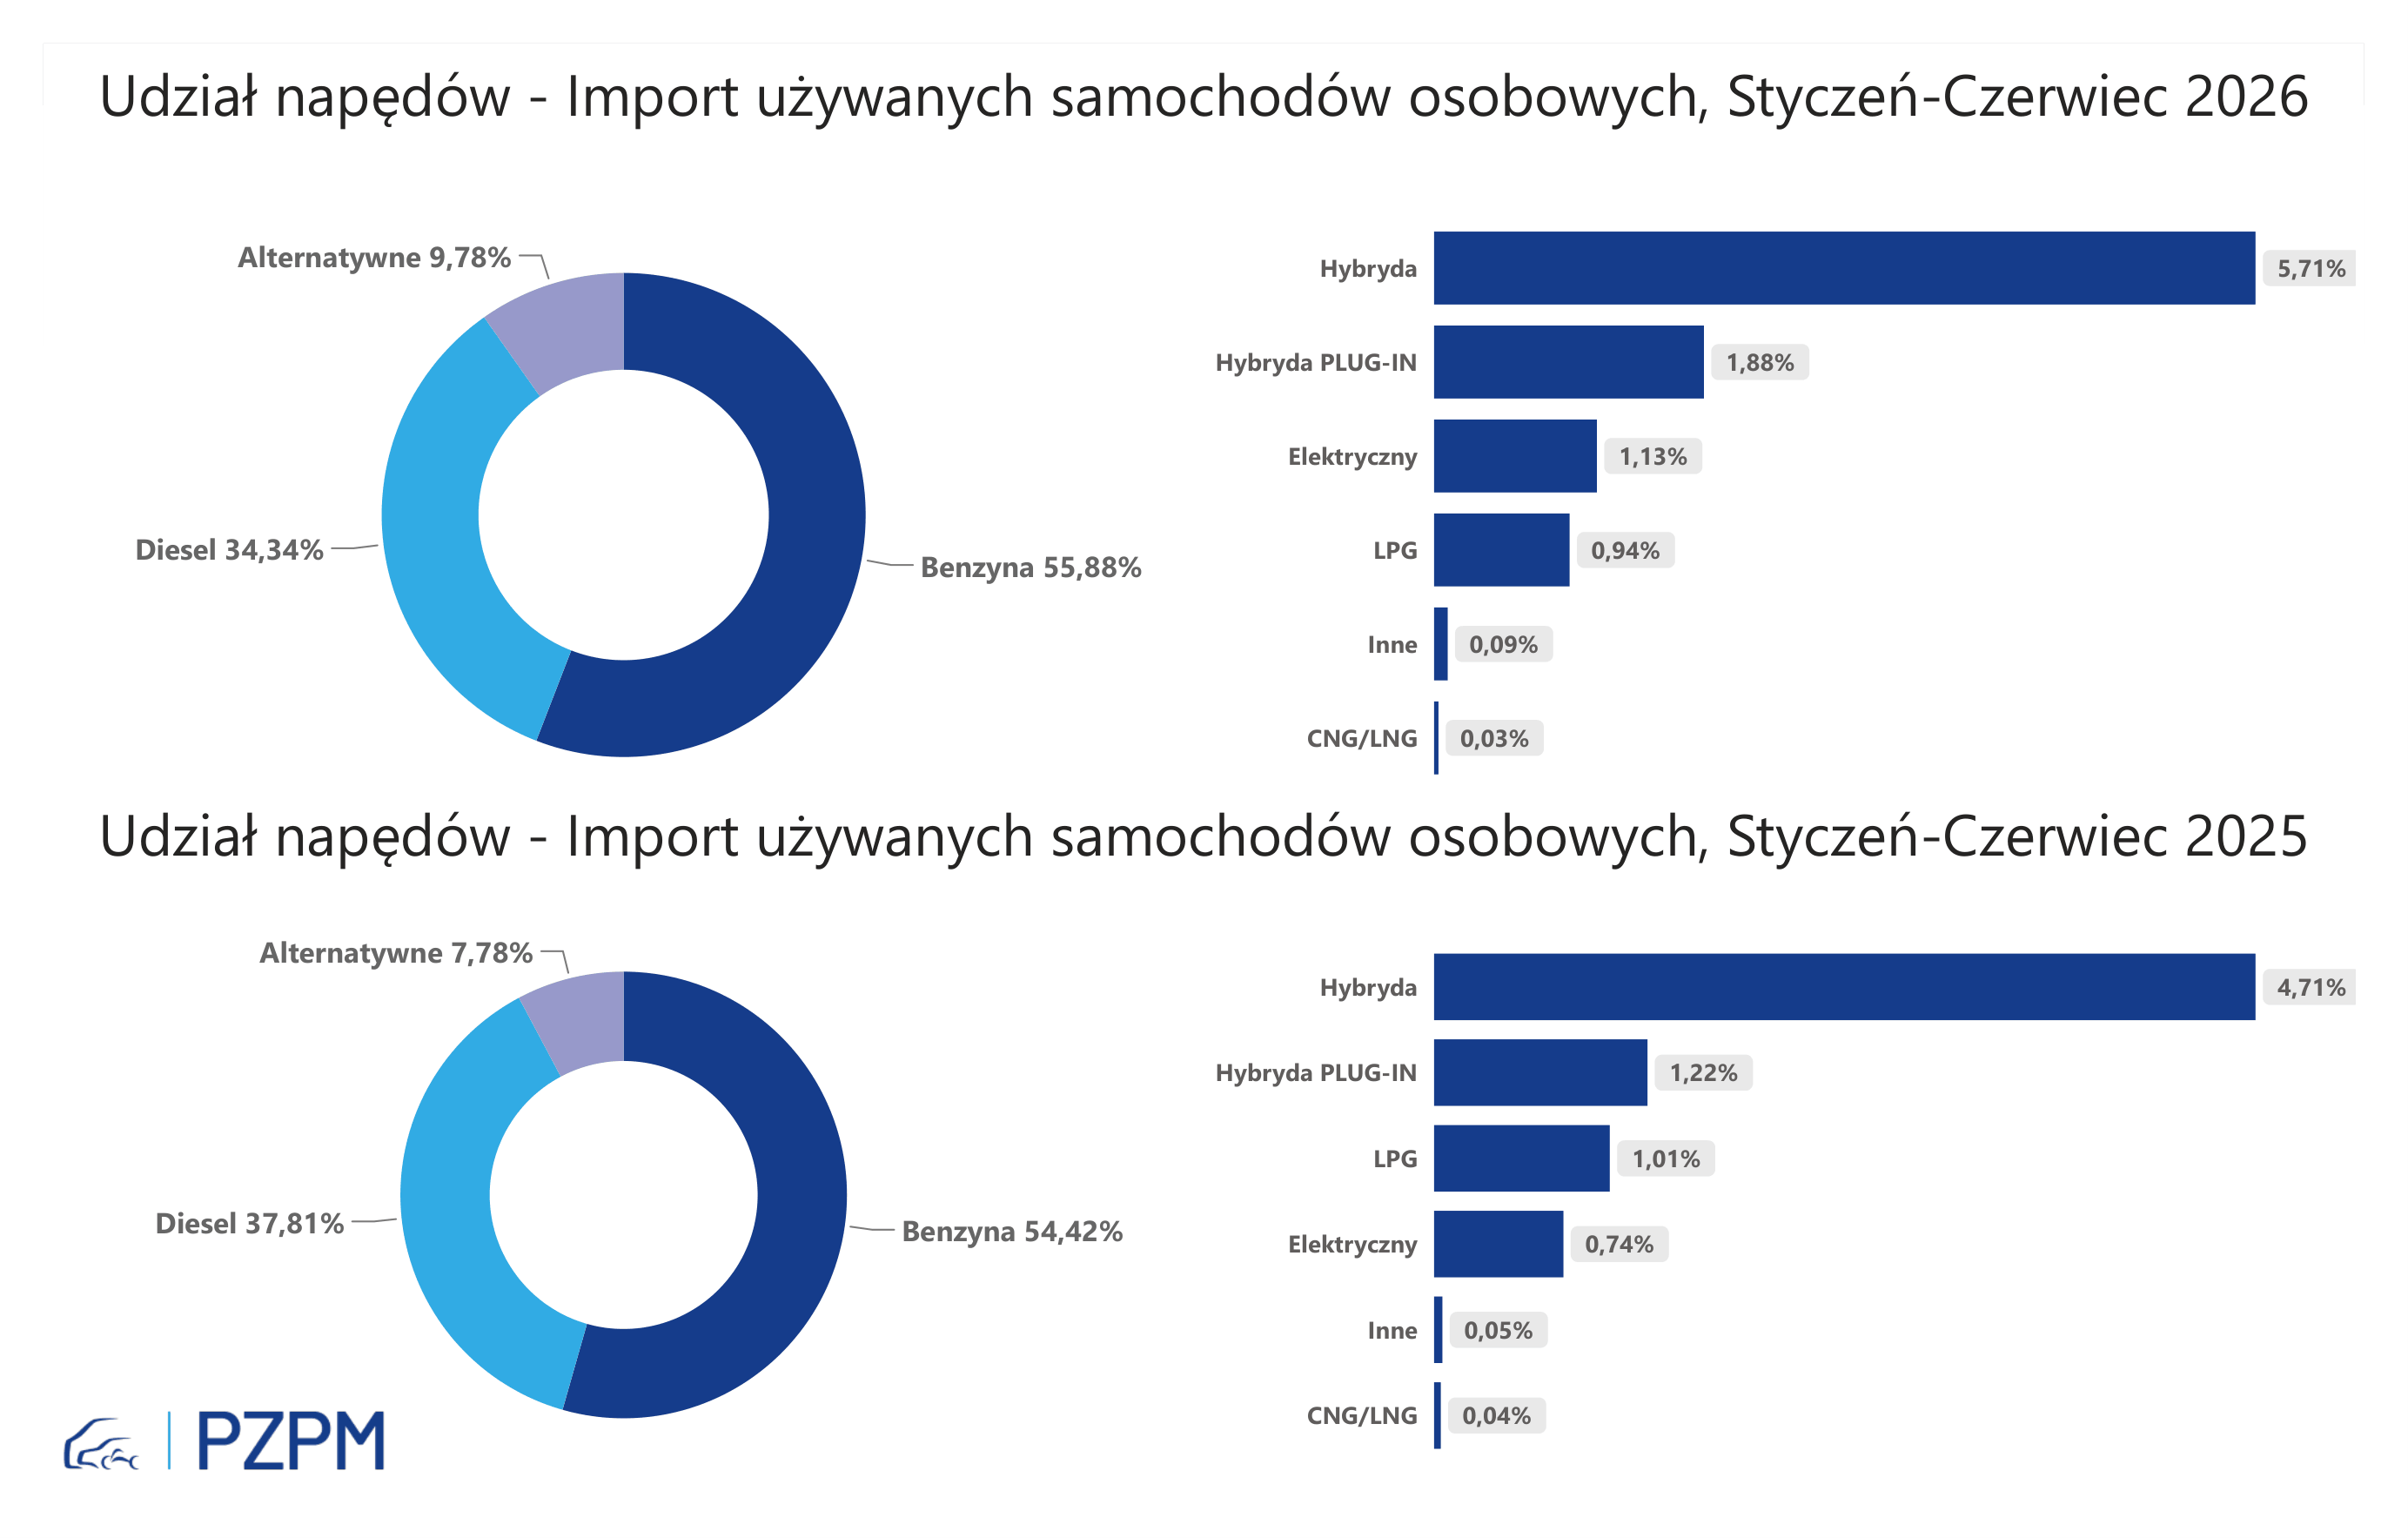 Udział napędów - Import używanych samochodów osobowych, Styczeń-Czerwiec 2026
Alternatywne 9,78%
Diesel 34,34%
Benzyna 55,88%
Hybryda 5,71%
Hybryda PLUG-IN 1,88%
Elektryczny 1,13%
LPG 0,94%
Inne 0,09%
CNG/LNG 0,03%
Udział napędów - Import używanych samochodów osobowych, Styczeń-Czerwiec 2025
Alternatywne 7,78%
Diesel 37,81%
Benzyna 54,42%
Hybryda 4,71%
Hybryda PLUG-IN 1,22%
LPG 1,01%
Elektryczny 0,74%
Inne 0,05%
CNG/LNG 0,04%
PZPM